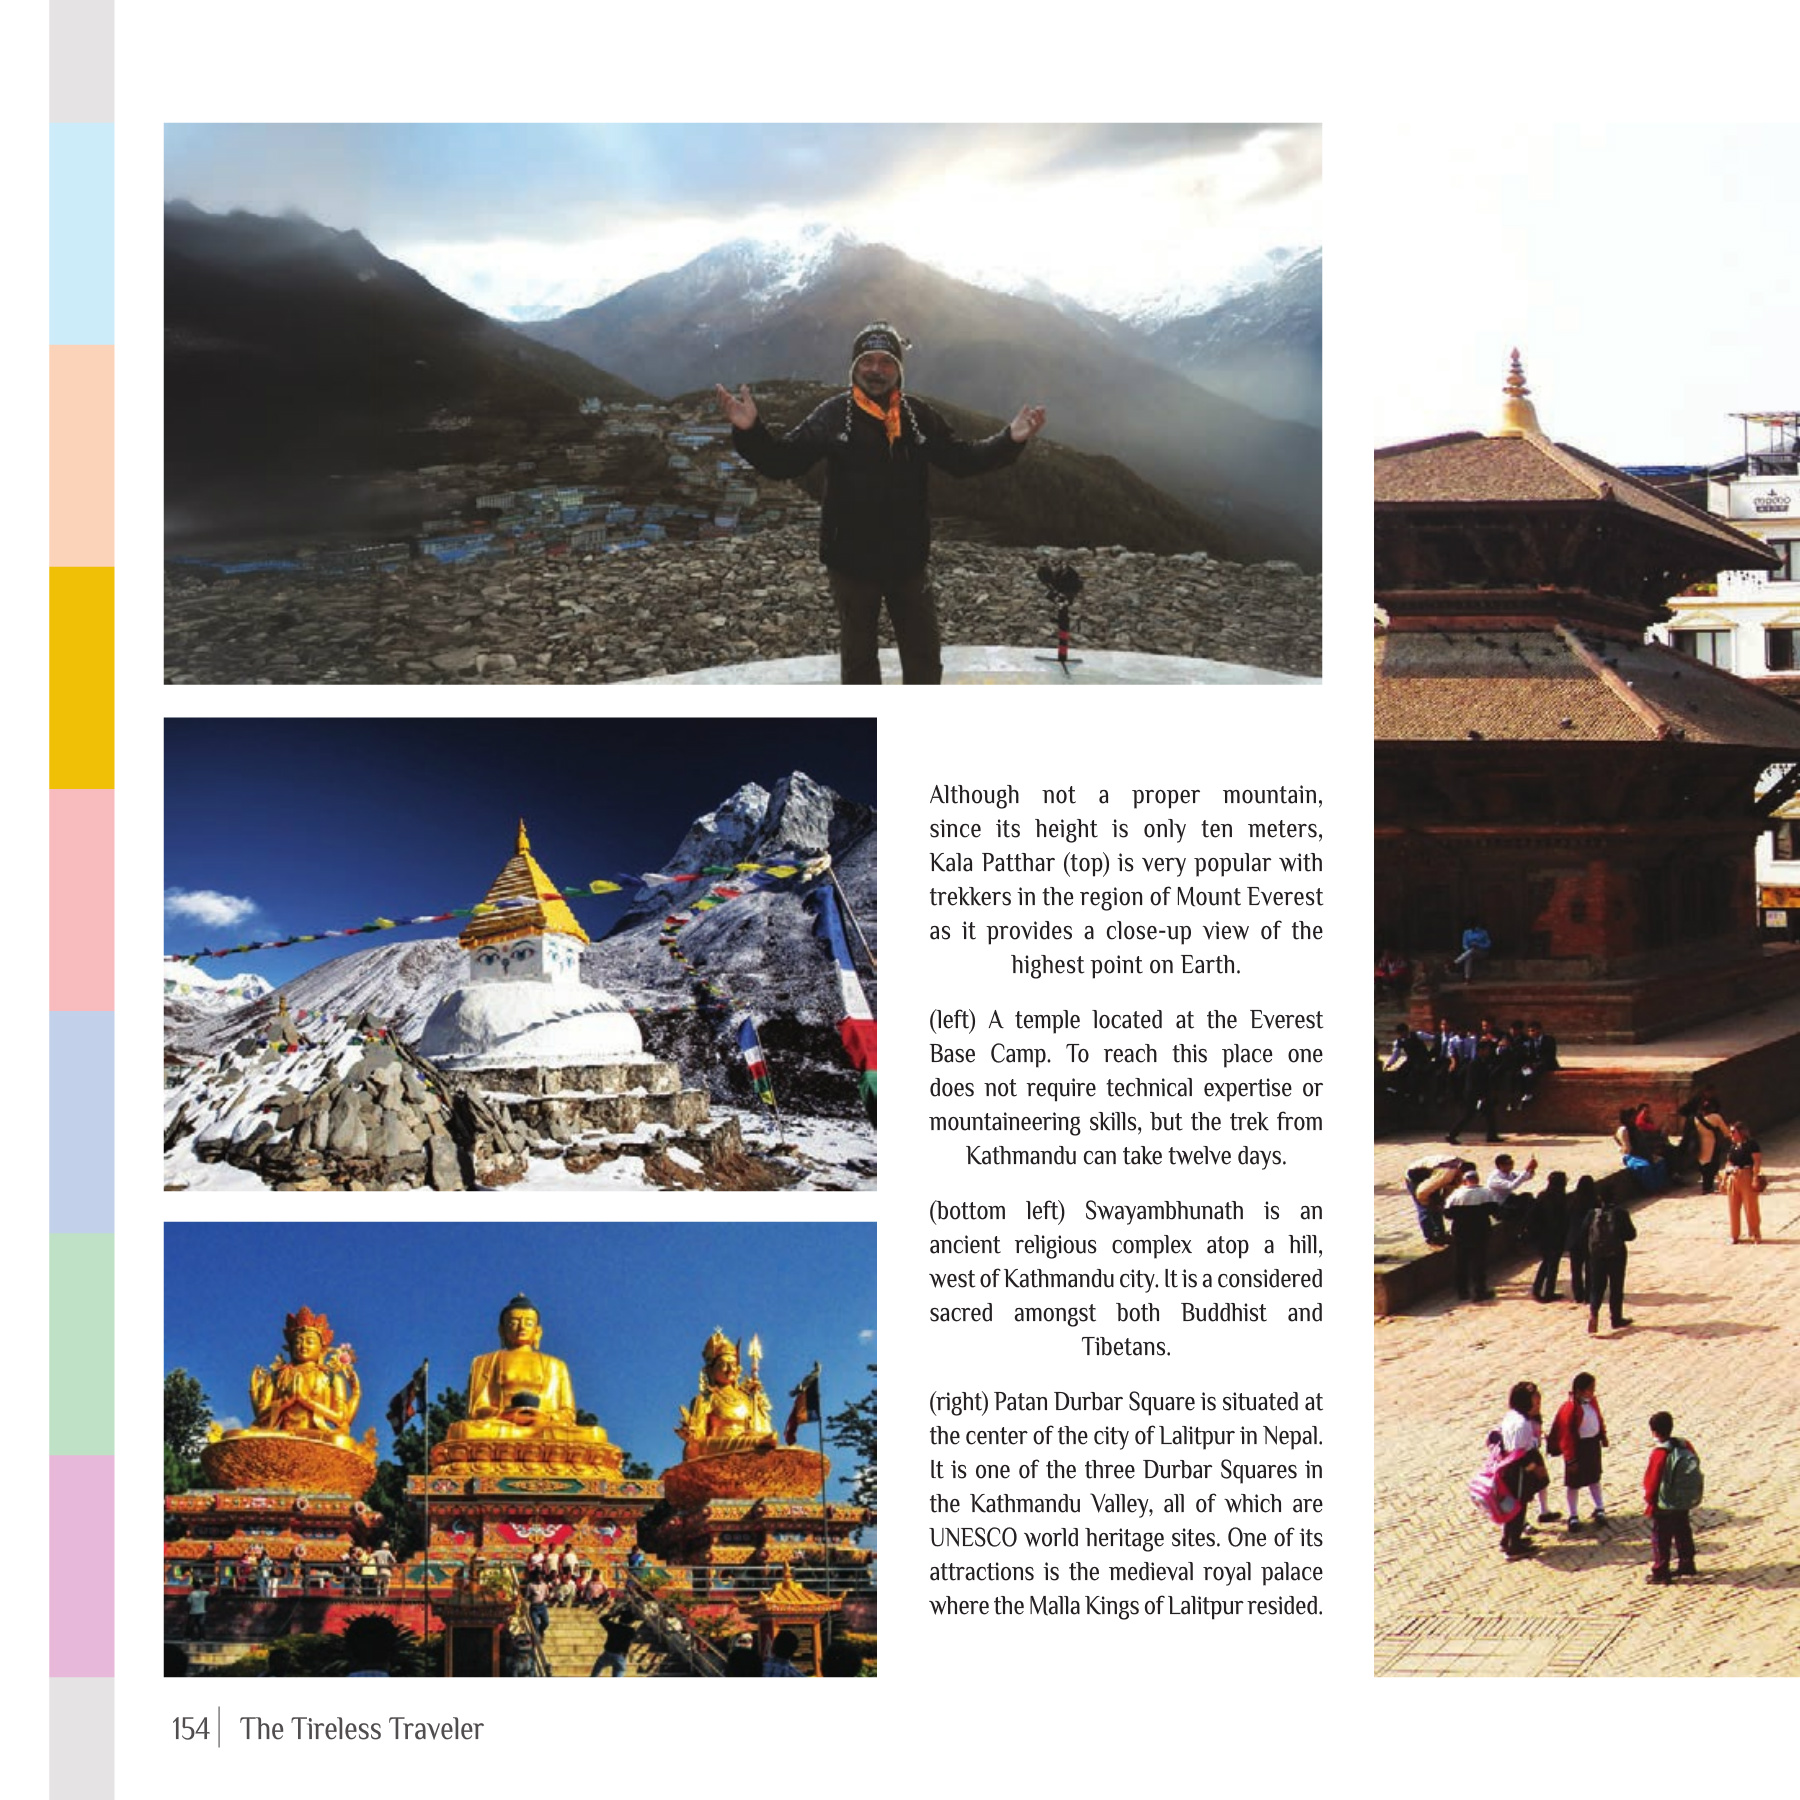 Although not a proper mountain,
since its height is only ten meters,
Kala Patthar (top) is very popular with
trekkers in the region of Mount Everest
as it provides a close-up view of the
highest point on Earth.
(left) A temple located at the Everest
Base Camp. To reach this place one
does not require technical expertise or
mountaineering skills, but the trek from
Kathmandu can take twelve days.
(bottom left) Swayambhunath is an
ancient religious complex atop a hill,
west of Kathmandu city. It is a considered
sacred amongst both Buddhist and
Tibetans.
(right) Patan Durbar Square is situated at
the center of the city of Lalitpur in Nepal.
It is one of the three Durbar Squares in
the Kathmandu Valley, all of which are
UNESCO world heritage sites. One of its
attractions is the medieval royal palace
where the Malla Kings of Lalitpur resided.
154 The Tireless Traveler